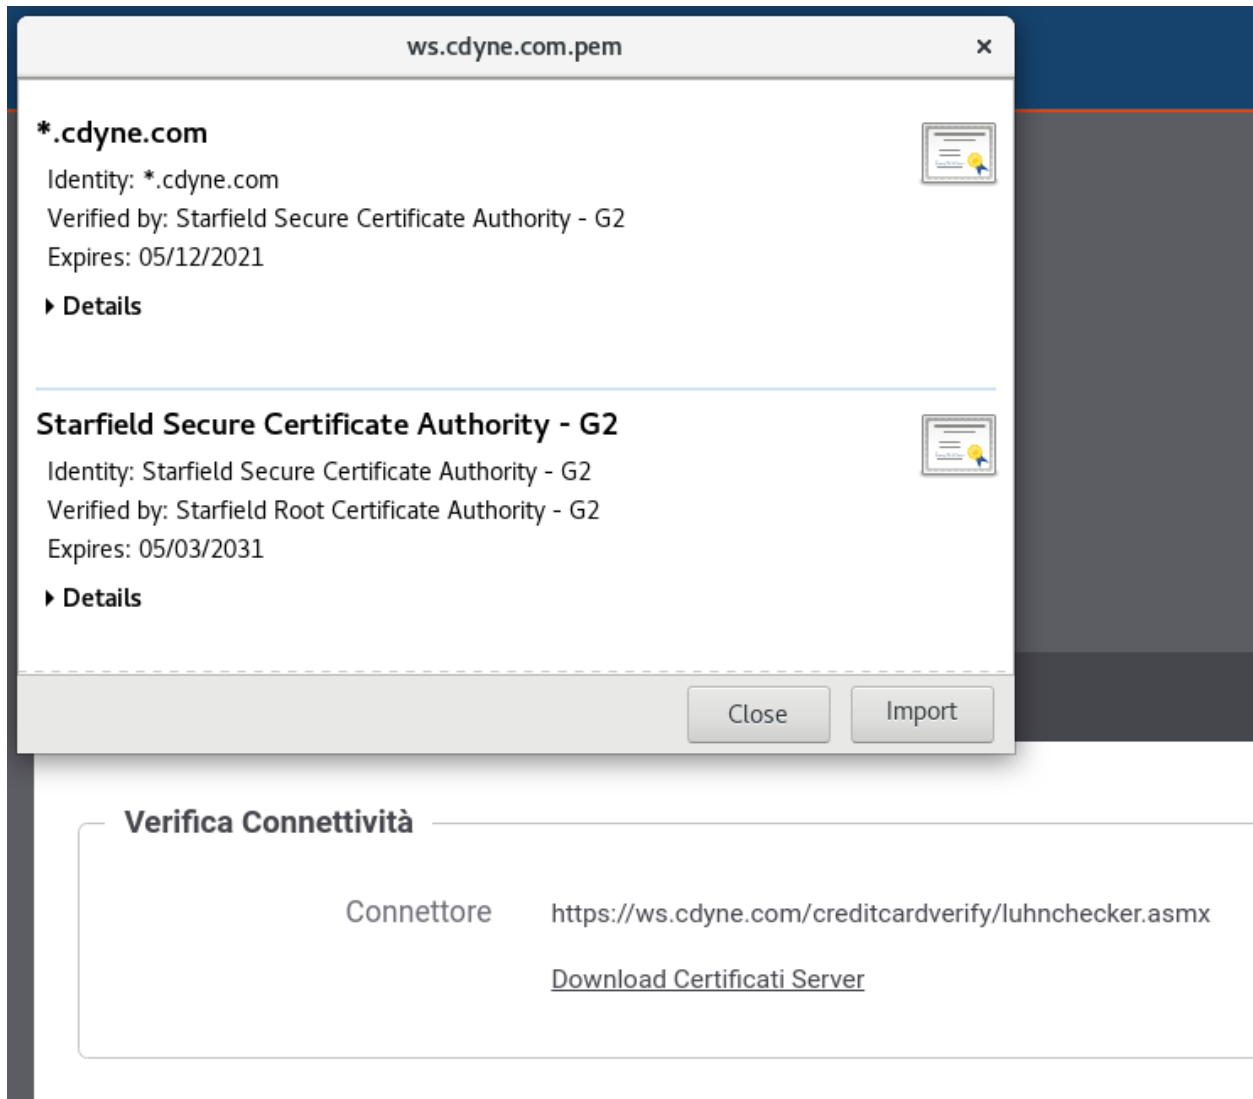 ws.cdyne.com.pem
*.cdyne.com
Identity: *.cdyne.com
Verified by: Starfield Secure Certificate Authority - G2
Expires: 05/12/2021
Details
Starfield Secure Certificate Authority - G2
Identity: Starfield Secure Certificate Authority - G2
Verified by: Starfield Root Certificate Authority - G2
Expires: 05/03/2031
Details
Close Import
Verifica Connettività
Connettore https://ws.cdyne.com/creditcardverify/luhnchecker.asmx
Download Certificati Server